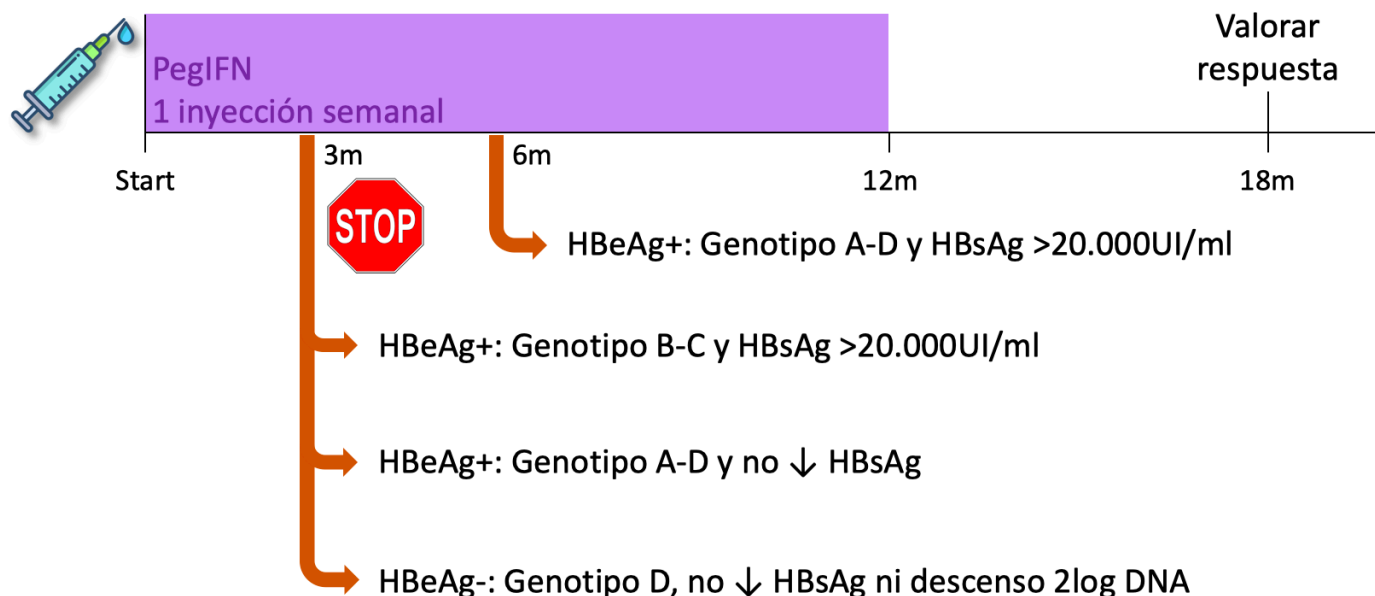 Valorar
respuesta
PegIFN
1 inyección semanal
3m
6m
Start
12m
18m
STOP
HBeAg+: Genotipo A-D y HBsAg >20.000UI/ml
HBeAg+: Genotipo B-C y HBsAg >20.000UI/ml
HBeAg+: Genotipo A-D y no ↓ HBsAg
HBeAg-: Genotipo D, no ↓ HBsAg ni descenso 2log DNA